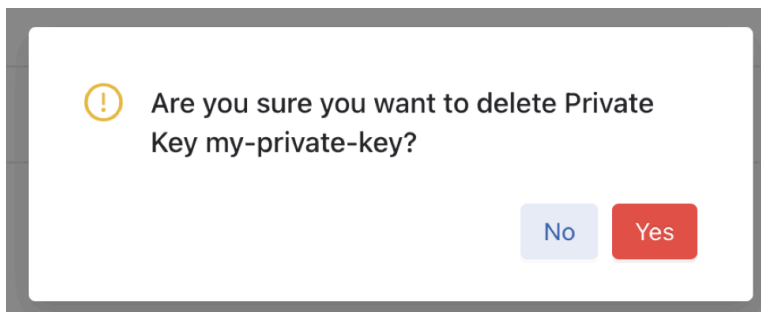 Are you sure you want to delete Private
Key my-private-key?
No
Yes